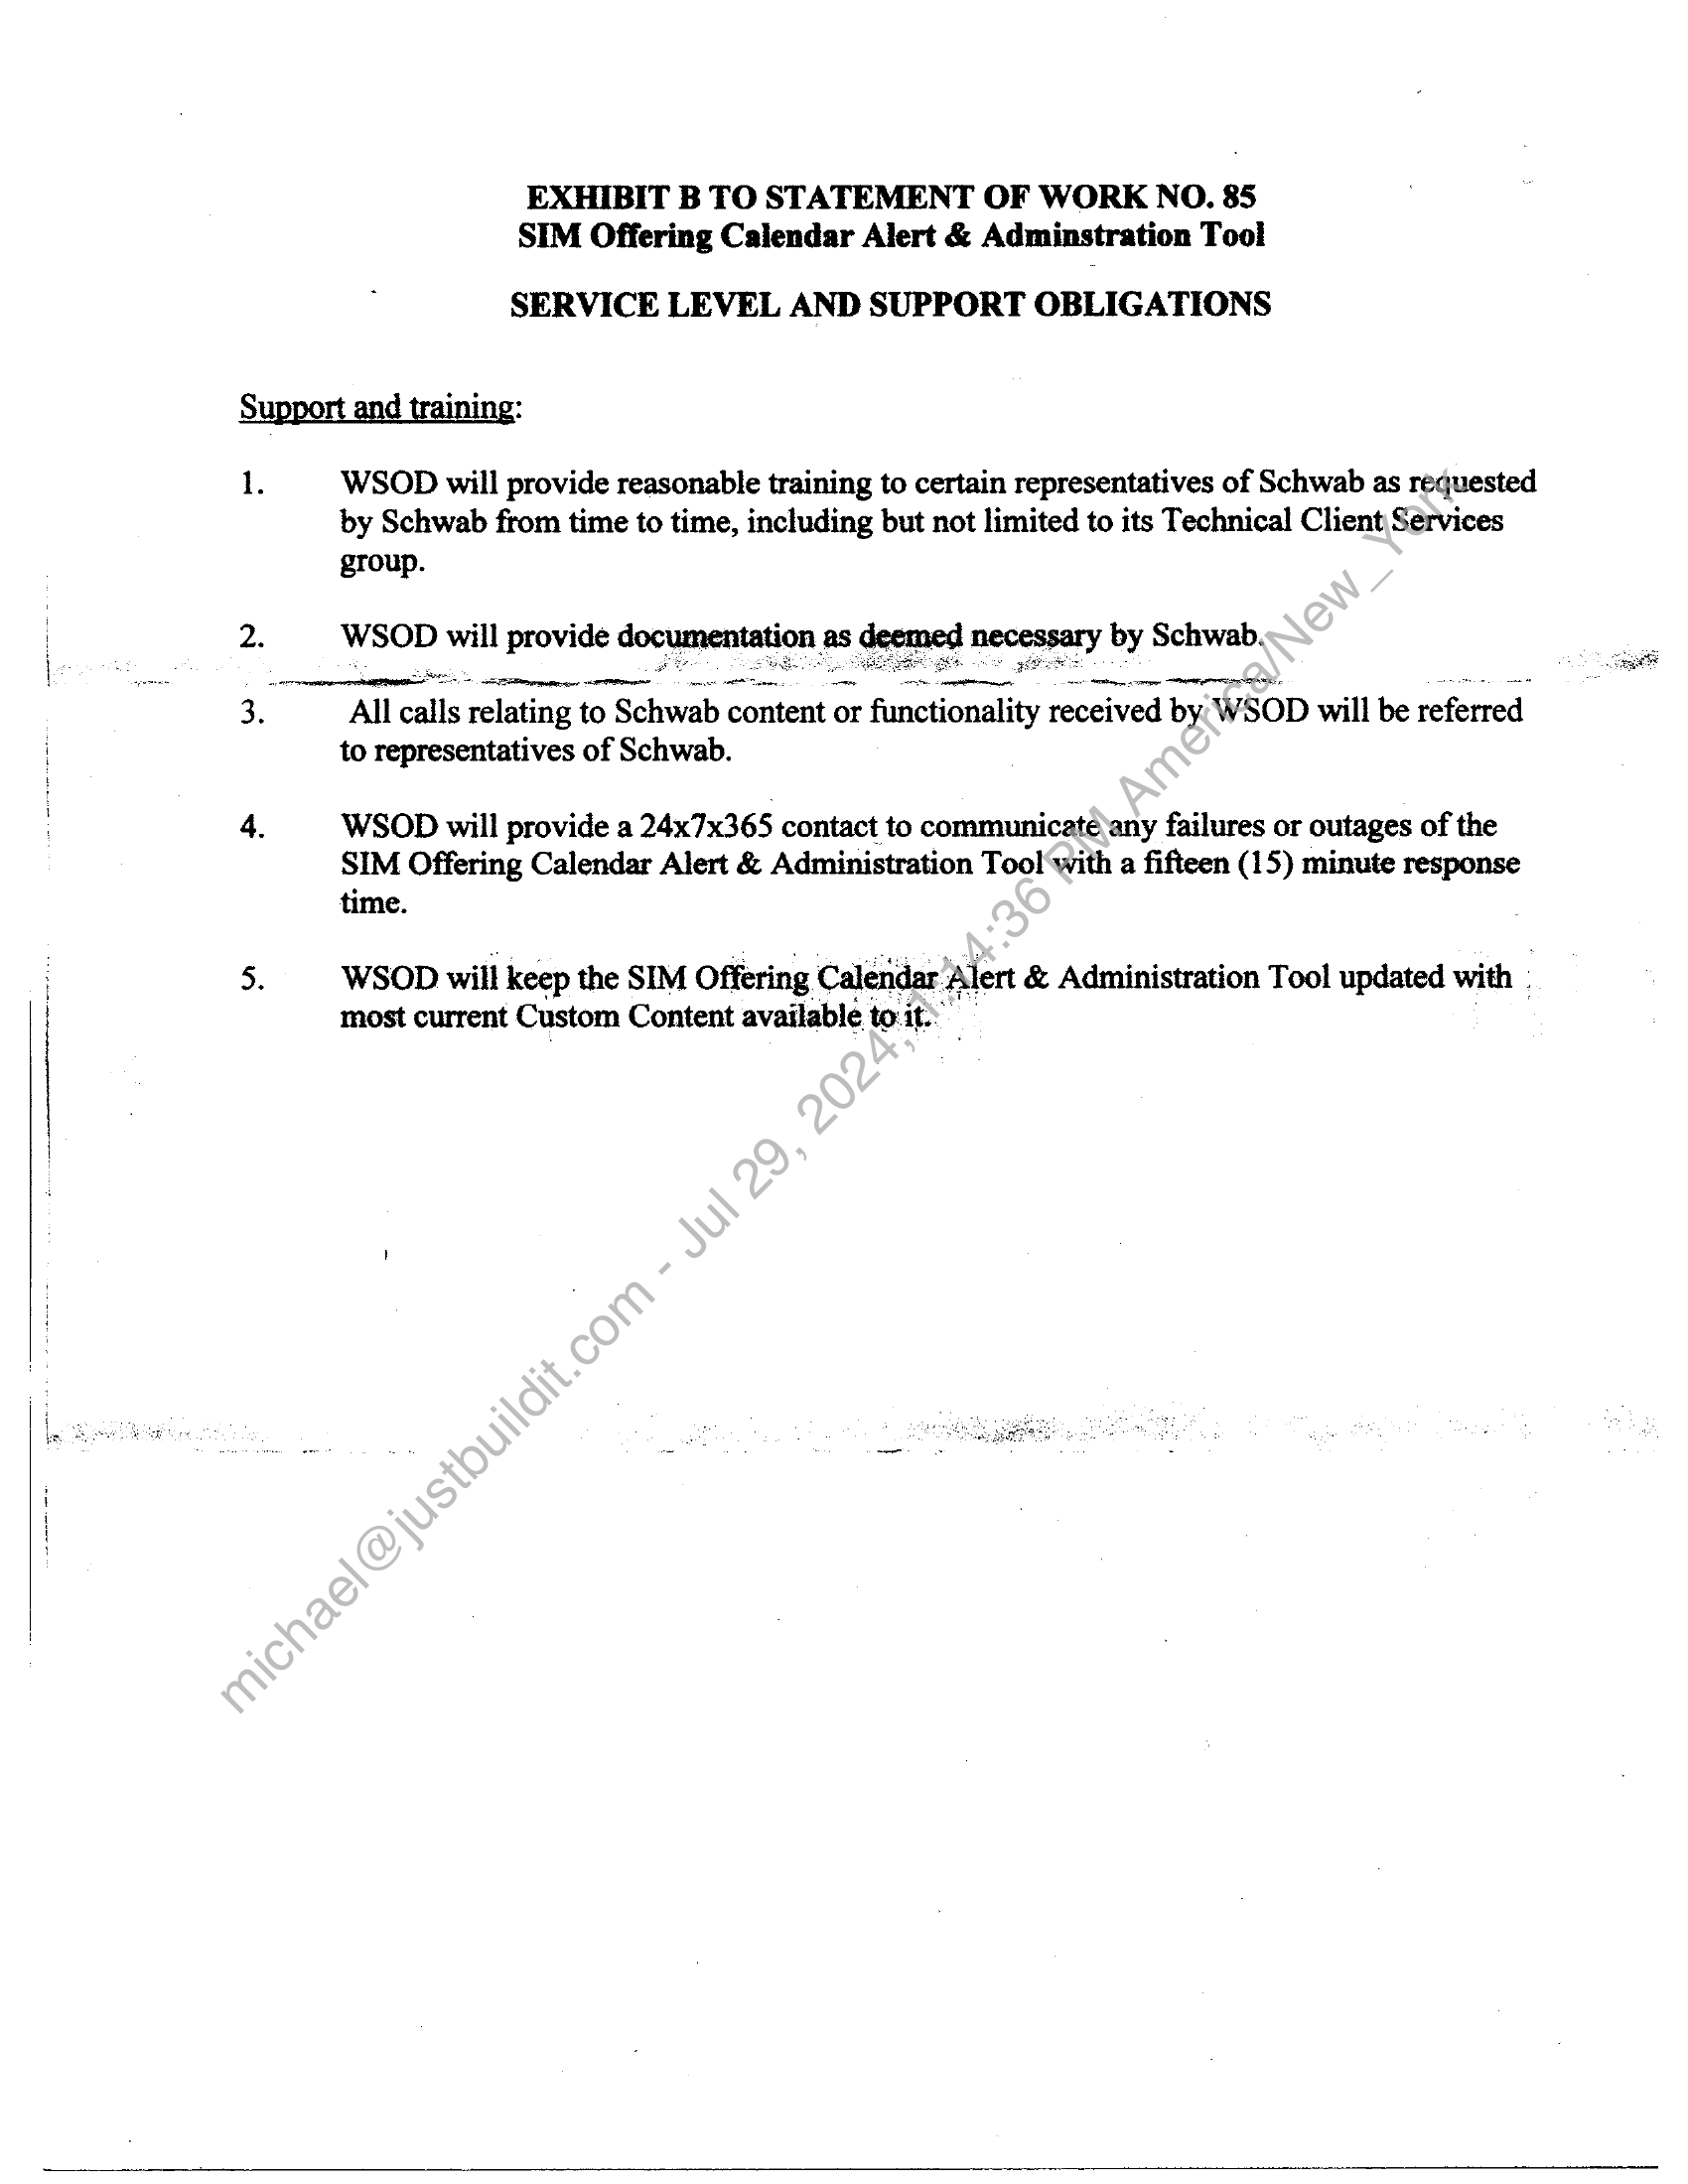 EXHIBIT B TO STATEMENT OF WORK NO. 85
SIM Offering Calendar Alert & Adminstration Tool
SERVICE LEVEL AND SUPPORT OBLIGATIONS
Support and training:
1. WSOD will provide reasonable training to certain representatives of Schwab as requested
by Schwab from time to time, including but not limited to its Technical Client Services
group.
2. WSOD will provide documentation as deemed necessary by Schwab.
3. All calls relating to Schwab content or functionality received by WSOD will be referred
to representatives of Schwab.
4. WSOD will provide a 24x7x365 contact to communicate any failures or outages of the
SIM Offering Calendar Alert & Administration Tool with a fifteen (15) minute response
time.
5. WSOD will keep the SIM Offering Calendar Alert & Administration Tool updated with
most current Custom Content available to it.
michael@justbuildit.com - Jul 29, 2024, 1:14:36 PM America/New_York